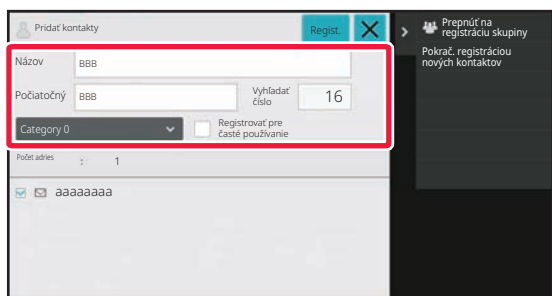 Pridať kontakty
Regist.
Názov
BBB
Počiatočný
BBB
Vyhľadať
číslo
16
Category 0
Registrovať pre
časté používanie
Počet adries : 1
aaaaaaaa
Prepnúť na
registráciu skupiny
Pokrač. registráciou
nových kontaktov